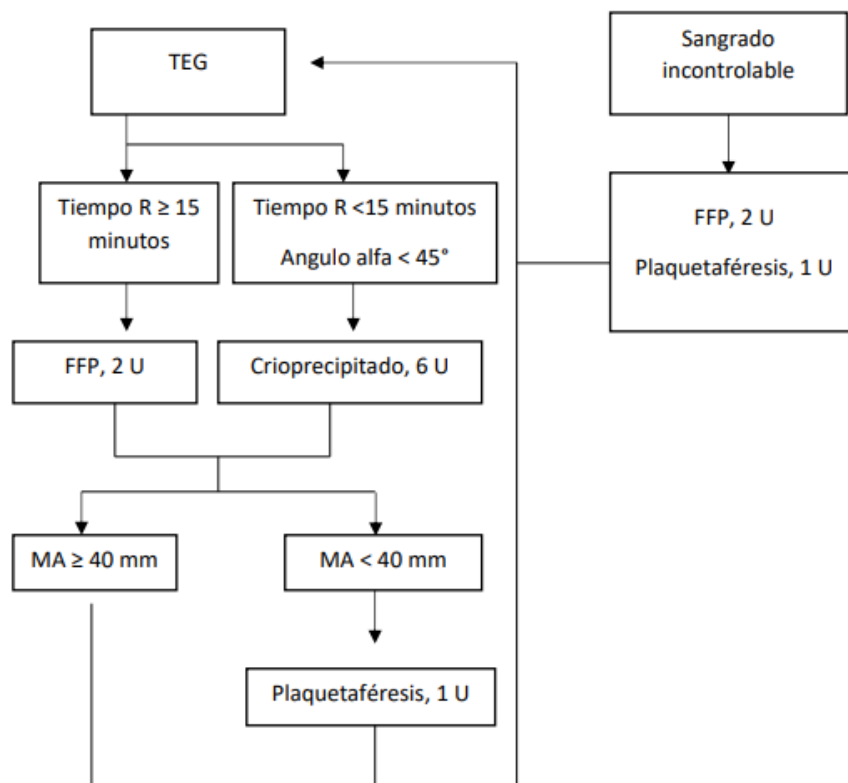 TEG
Sangrado
incontrolable
Tiempo R ≥ 15
minutos
Tiempo R <15 minutos
Angulo alfa < 45°
FFP, 2 U
Plaquetaféresis, 1 U
FFP, 2 U
Crioprecipitado, 6 U
MA ≥ 40 mm
MA < 40 mm
Plaquetaféresis, 1 U